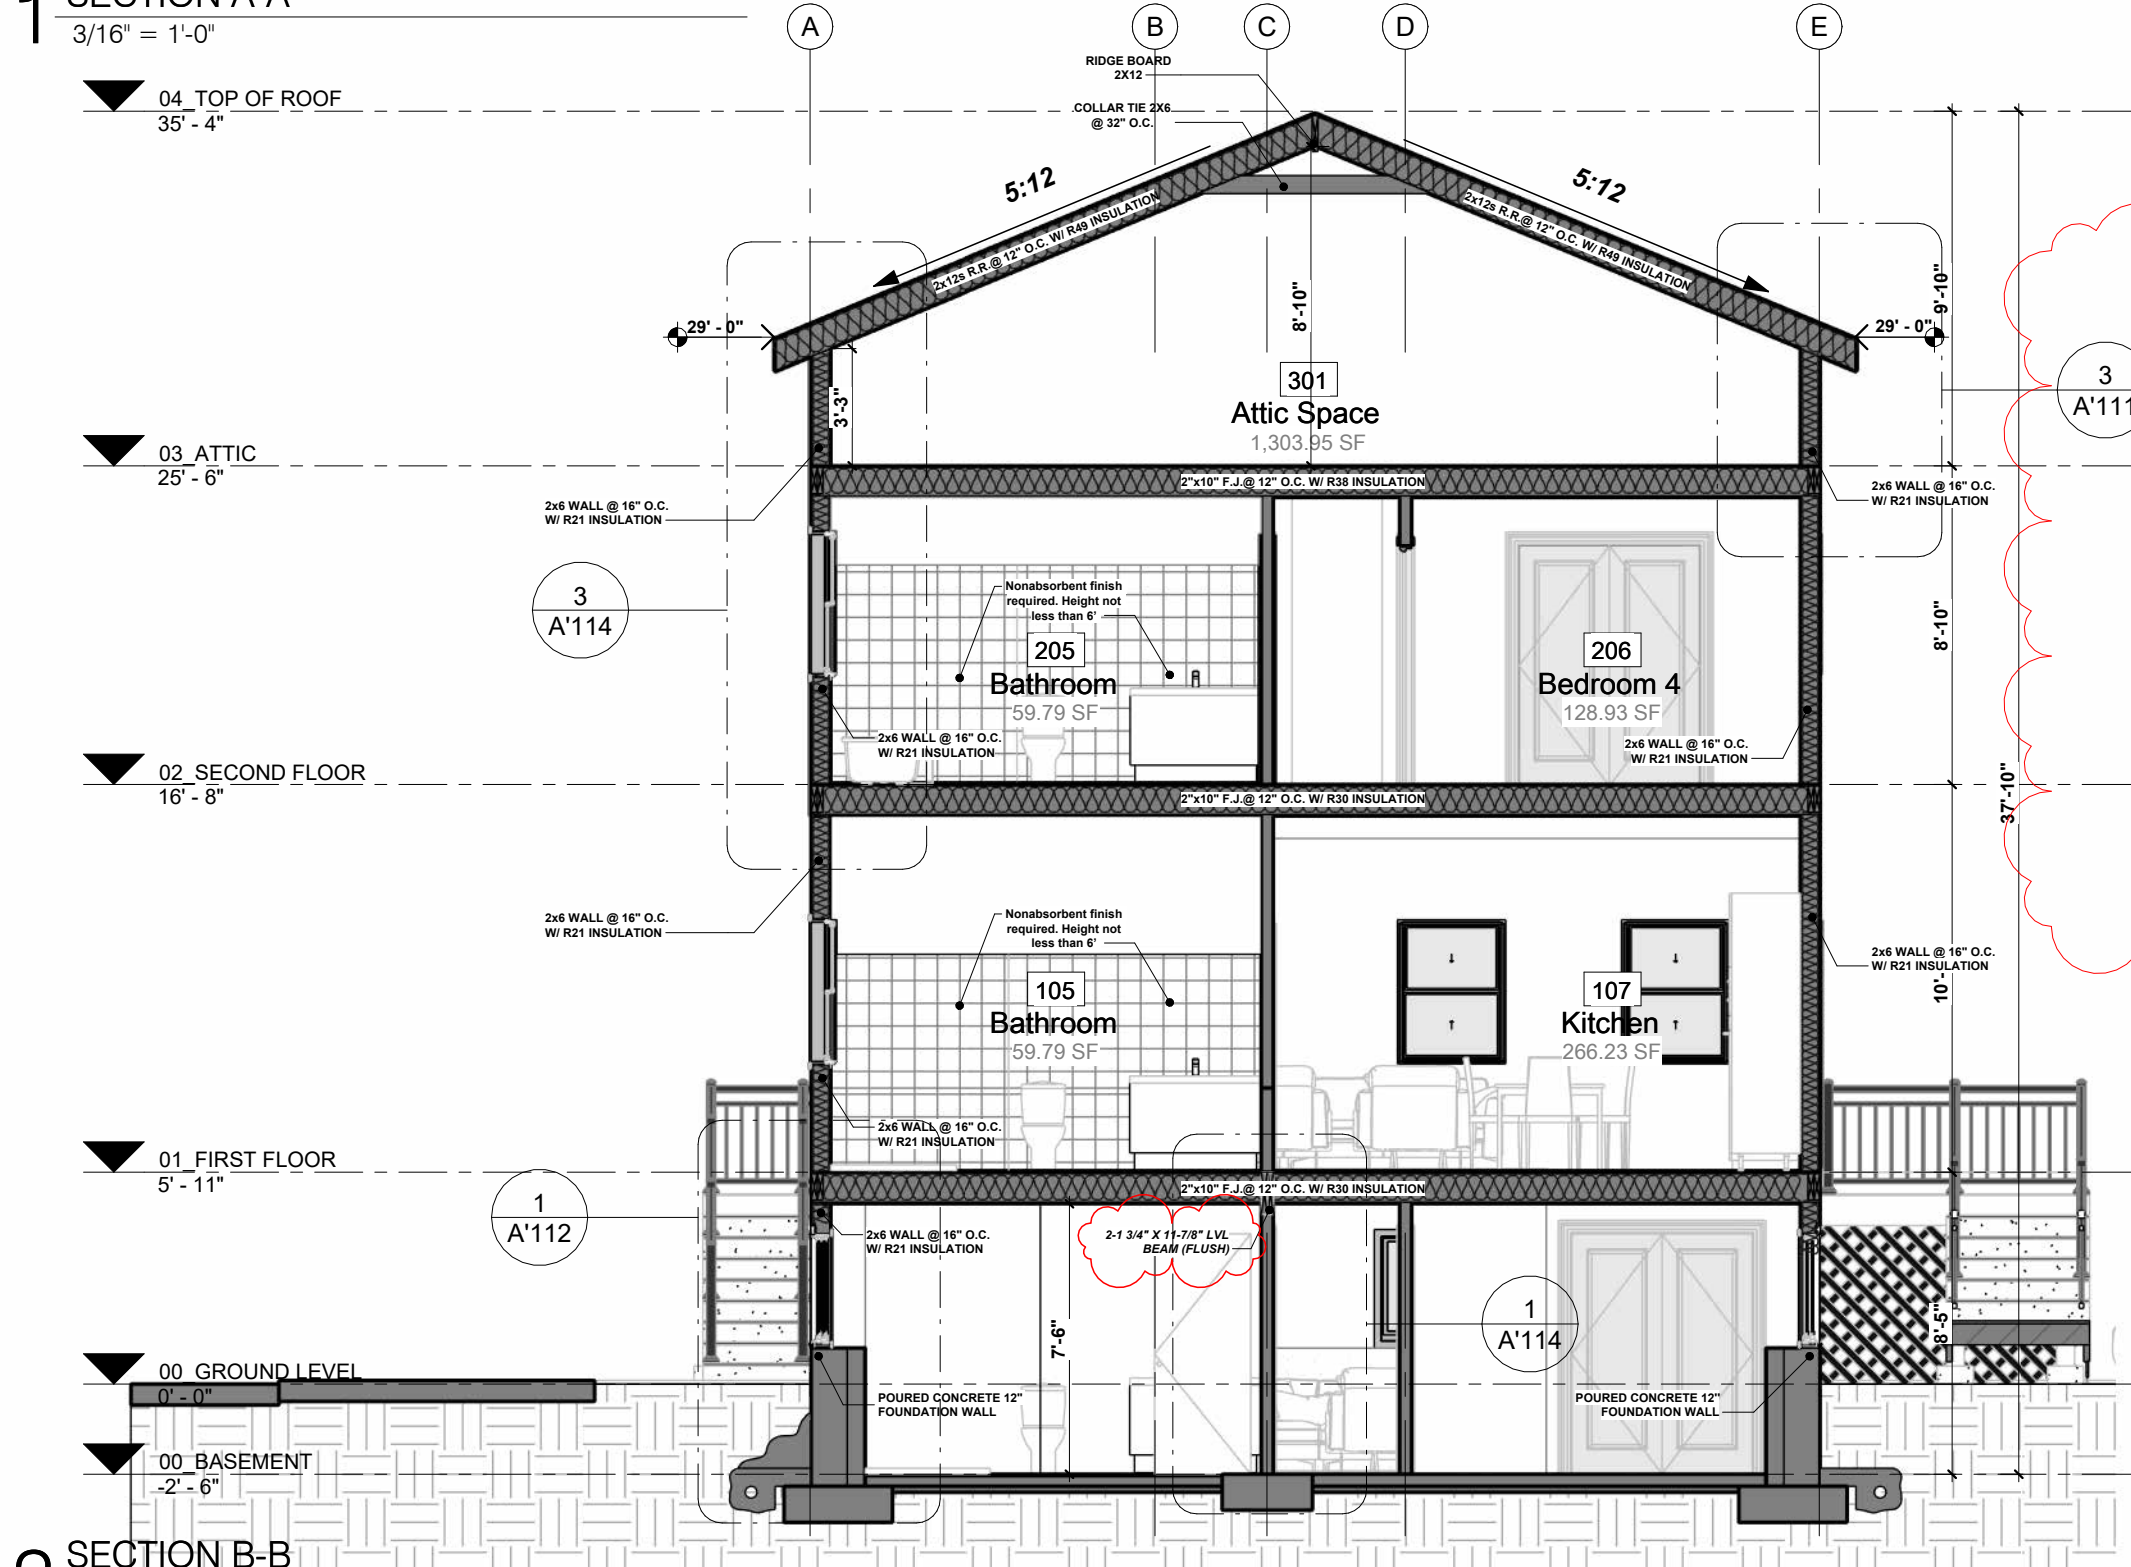 1 SECTION A-A
3/16" = 1'-0"
A
B
C
D
E
RIDGE BOARD
2X12
COLLAR TIE 2X6
@ 32" O.C.
04_TOP OF ROOF
35' - 4"
5:12
5:12
2x12s R.R.@ 12" O.C. W/ R49 INSULATION
2x12s R.R.@ 12" O.C. W/ R49 INSULATION
29' - 0"
29' - 0"
9'-10"
8'-10"
3'-3"
301
Attic Space
1,303.95 SF
3
A'111
03_ATTIC
25' - 6"
2"x10" F.J.@ 12" O.C. W/ R38 INSULATION
2x6 WALL @ 16" O.C.
W/ R21 INSULATION
2x6 WALL @ 16" O.C.
W/ R21 INSULATION
3
A'114
Nonabsorbent finish
required. Height not
less than 6'
205
Bathroom
59.79 SF
206
Bedroom 4
128.93 SF
8'-10"
2x6 WALL @ 16" O.C.
W/ R21 INSULATION
2x6 WALL @ 16" O.C.
W/ R21 INSULATION
02_SECOND FLOOR
16' - 8"
2"x10" F.J.@ 12" O.C. W/ R30 INSULATION
37'-10"
2x6 WALL @ 16" O.C.
W/ R21 INSULATION
Nonabsorbent finish
required. Height not
less than 6'
2x6 WALL @ 16" O.C.
W/ R21 INSULATION
105
Bathroom
59.79 SF
107
Kitchen
266.23 SF
10'-
2x6 WALL @ 16" O.C.
W/ R21 INSULATION
01_FIRST FLOOR
5' - 11"
2"x10" F.J.@ 12" O.C. W/ R30 INSULATION
1
A'112
2x6 WALL @ 16" O.C.
W/ R21 INSULATION
2-1 3/4" X 11-7/8" LVL
BEAM (FLUSH)
7'-6"
1
A'114
8'-5"
00_GROUND LEVEL
0' - 0"
POURED CONCRETE 12"
FOUNDATION WALL
POURED CONCRETE 12"
FOUNDATION WALL
00_BASEMENT
-2' - 6"
SECTION B-B